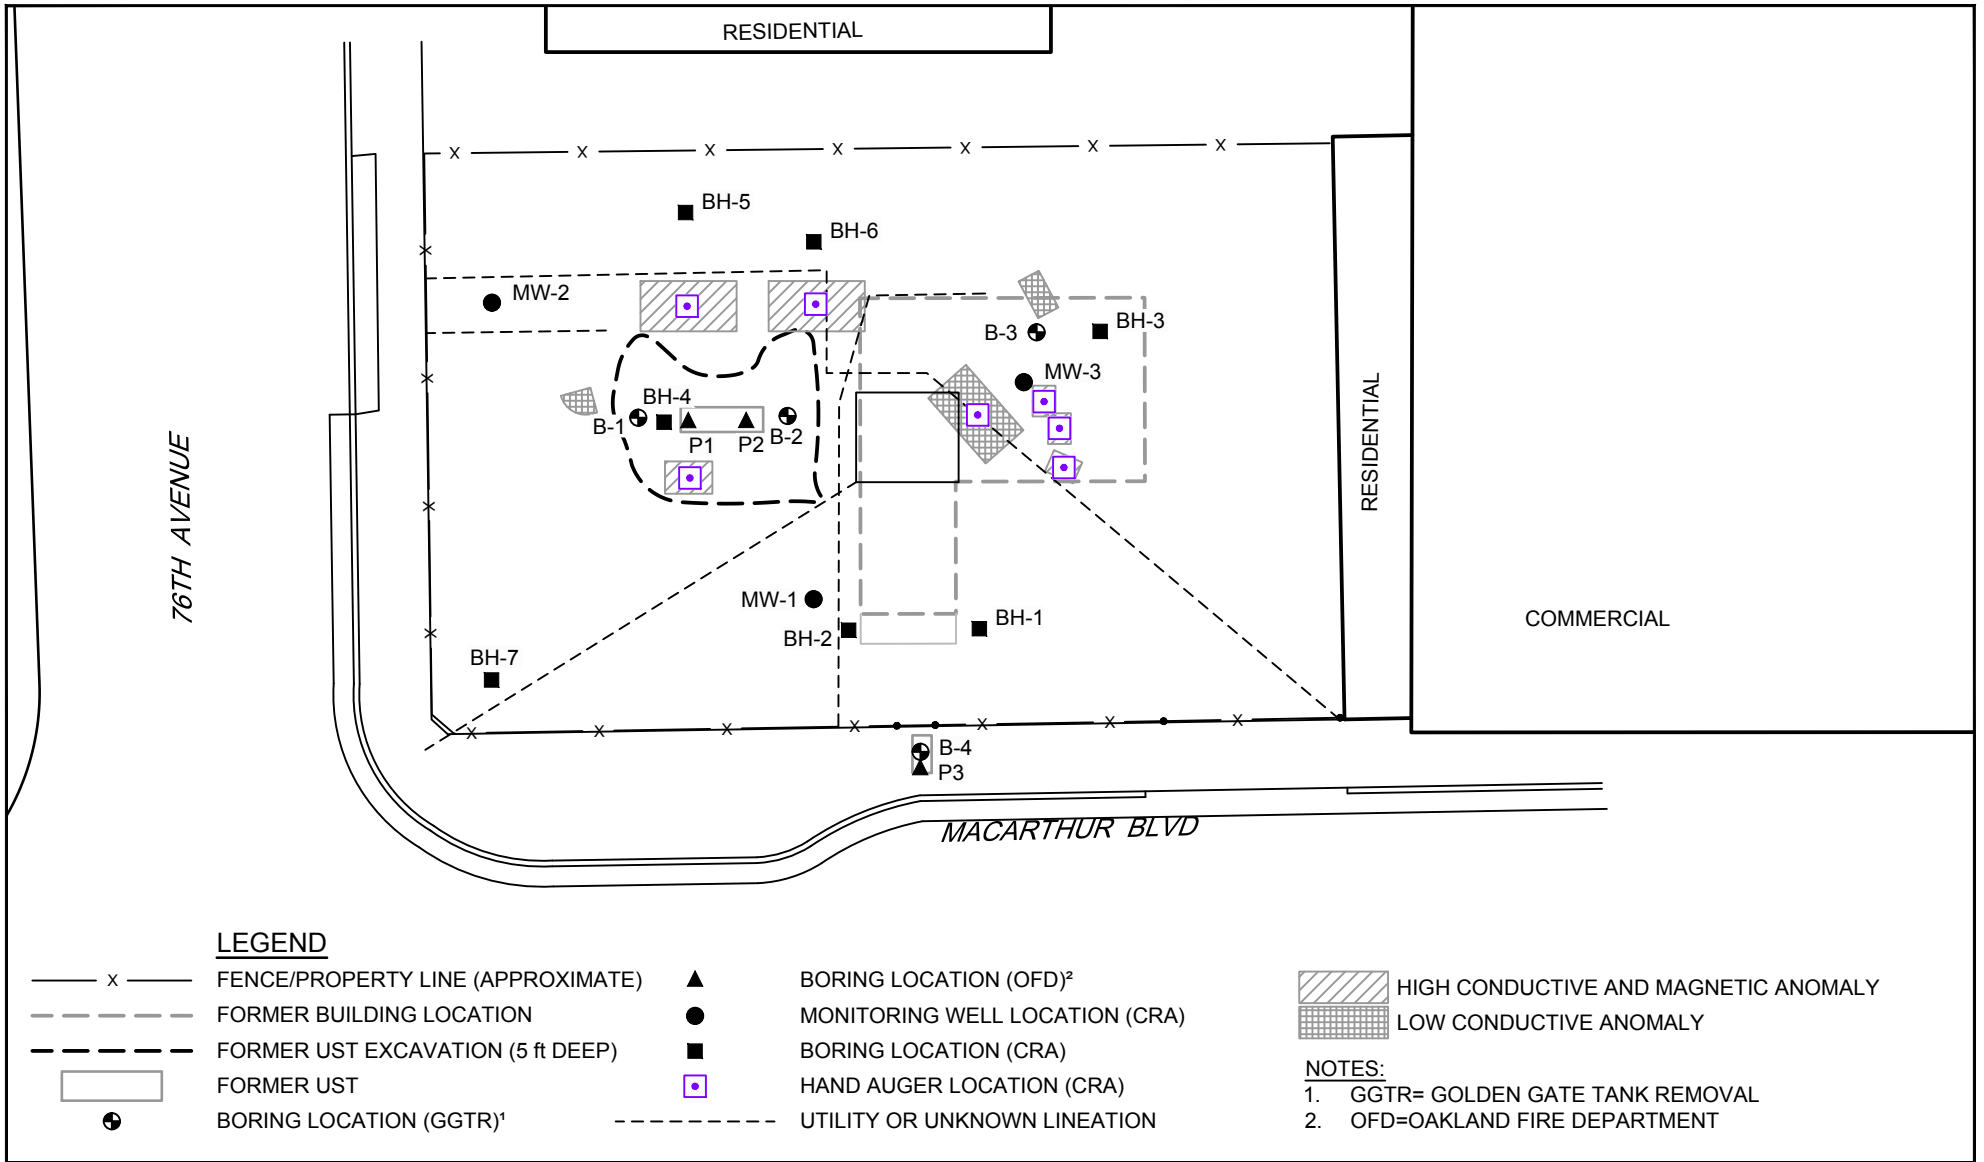 RESIDENTIAL
X X X X X X X
BH-5
BH-6
MW-2
B-3
BH-3
MW-3
BH-4
B-1
P1
P2
B-2
RESIDENTIAL
76TH AVENUE
MW-1
BH-2
BH-1
COMMERCIAL
BH-7
X X X X X X X
B-4
P3
MACARTHUR BLVD
X X X X
LEGEND
X FENCE/PROPERTY LINE (APPROXIMATE)
FORMER BUILDING LOCATION
FORMER UST EXCAVATION (5 ft DEEP)
FORMER UST
BORING LOCATION (GGTR)¹
BORING LOCATION (OFD)²
MONITORING WELL LOCATION (CRA)
BORING LOCATION (CRA)
HAND AUGER LOCATION (CRA)
UTILITY OR UNKNOWN LINEATION
HIGH CONDUCTIVE AND MAGNETIC ANOMALY
LOW CONDUCTIVE ANOMALY
NOTES:
1. GGTR= GOLDEN GATE TANK REMOVAL
2. OFD=OAKLAND FIRE DEPARTMENT